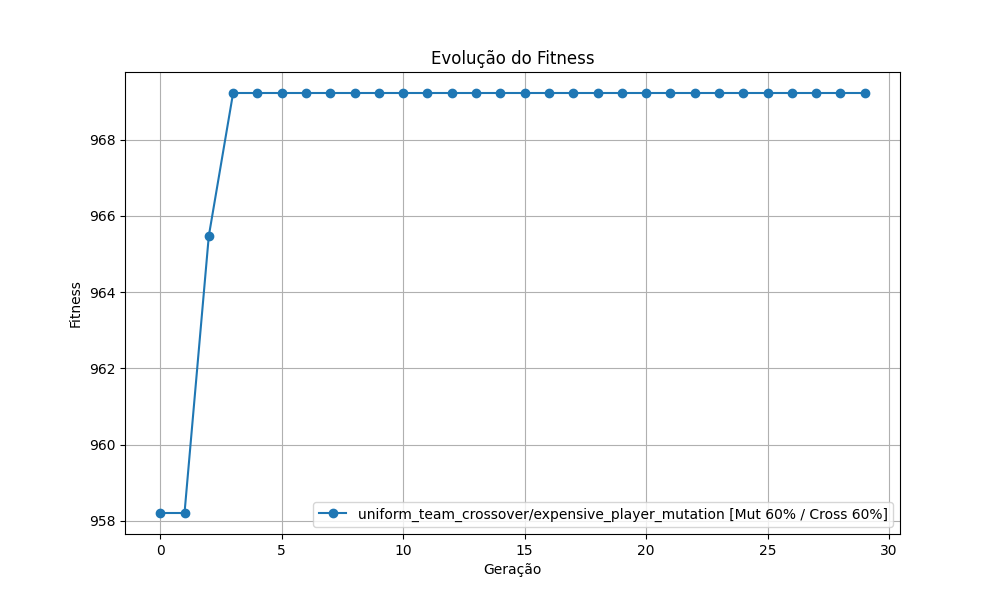 Evolução do Fitness
Fitness
968
966
964
962
960
958
uniform_team_crossover/expensive_player_mutation [Mut 60% / Cross 60%]
0 5 10 15 20 25 30
Geração